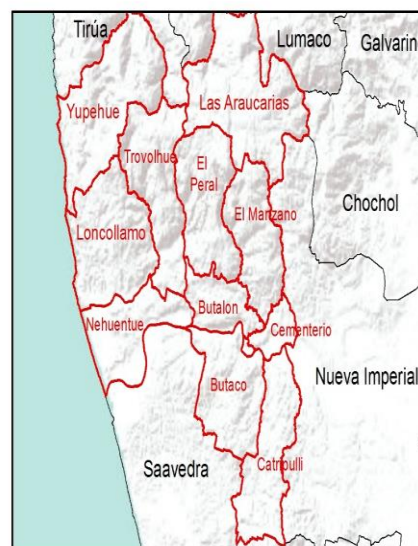 Tirúa
Lumaco
Galvarin
Yupehue
Las Araucarias
Trovolhue
El
Peral
El Manzano
Chochol
Loncollamo
Butalon
Nehuentue
Cementerio
Nueva Imperial
Butaco
Saavedra
Catripulli